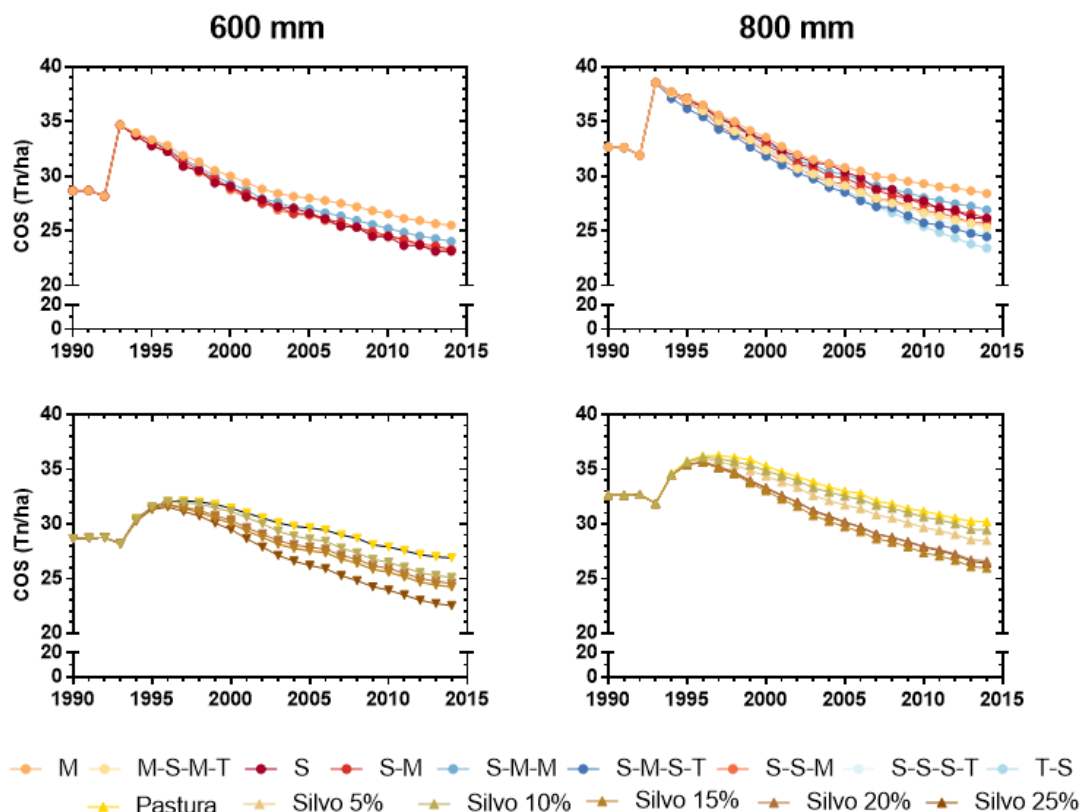 600 mm 800 mm
40 40
35 35
30 30
25 25
20 20
20 20
0 0
COS (Tn/ha)
1990 1995 2000 2005 2010 2015 1990 1995 2000 2005 2010 2015
40 40
35 35
30 30
25 25
20 20
20 20
0 0
COS (Tn/ha)
1990 1995 2000 2005 2010 2015 1990 1995 2000 2005 2010 2015
M M-S-M-T S S-M S-M-M S-M-S-T S-S-M S-S-S-T T-S
Pastura Silvo 5% Silvo 10% Silvo 15% Silvo 20% Silvo 25%